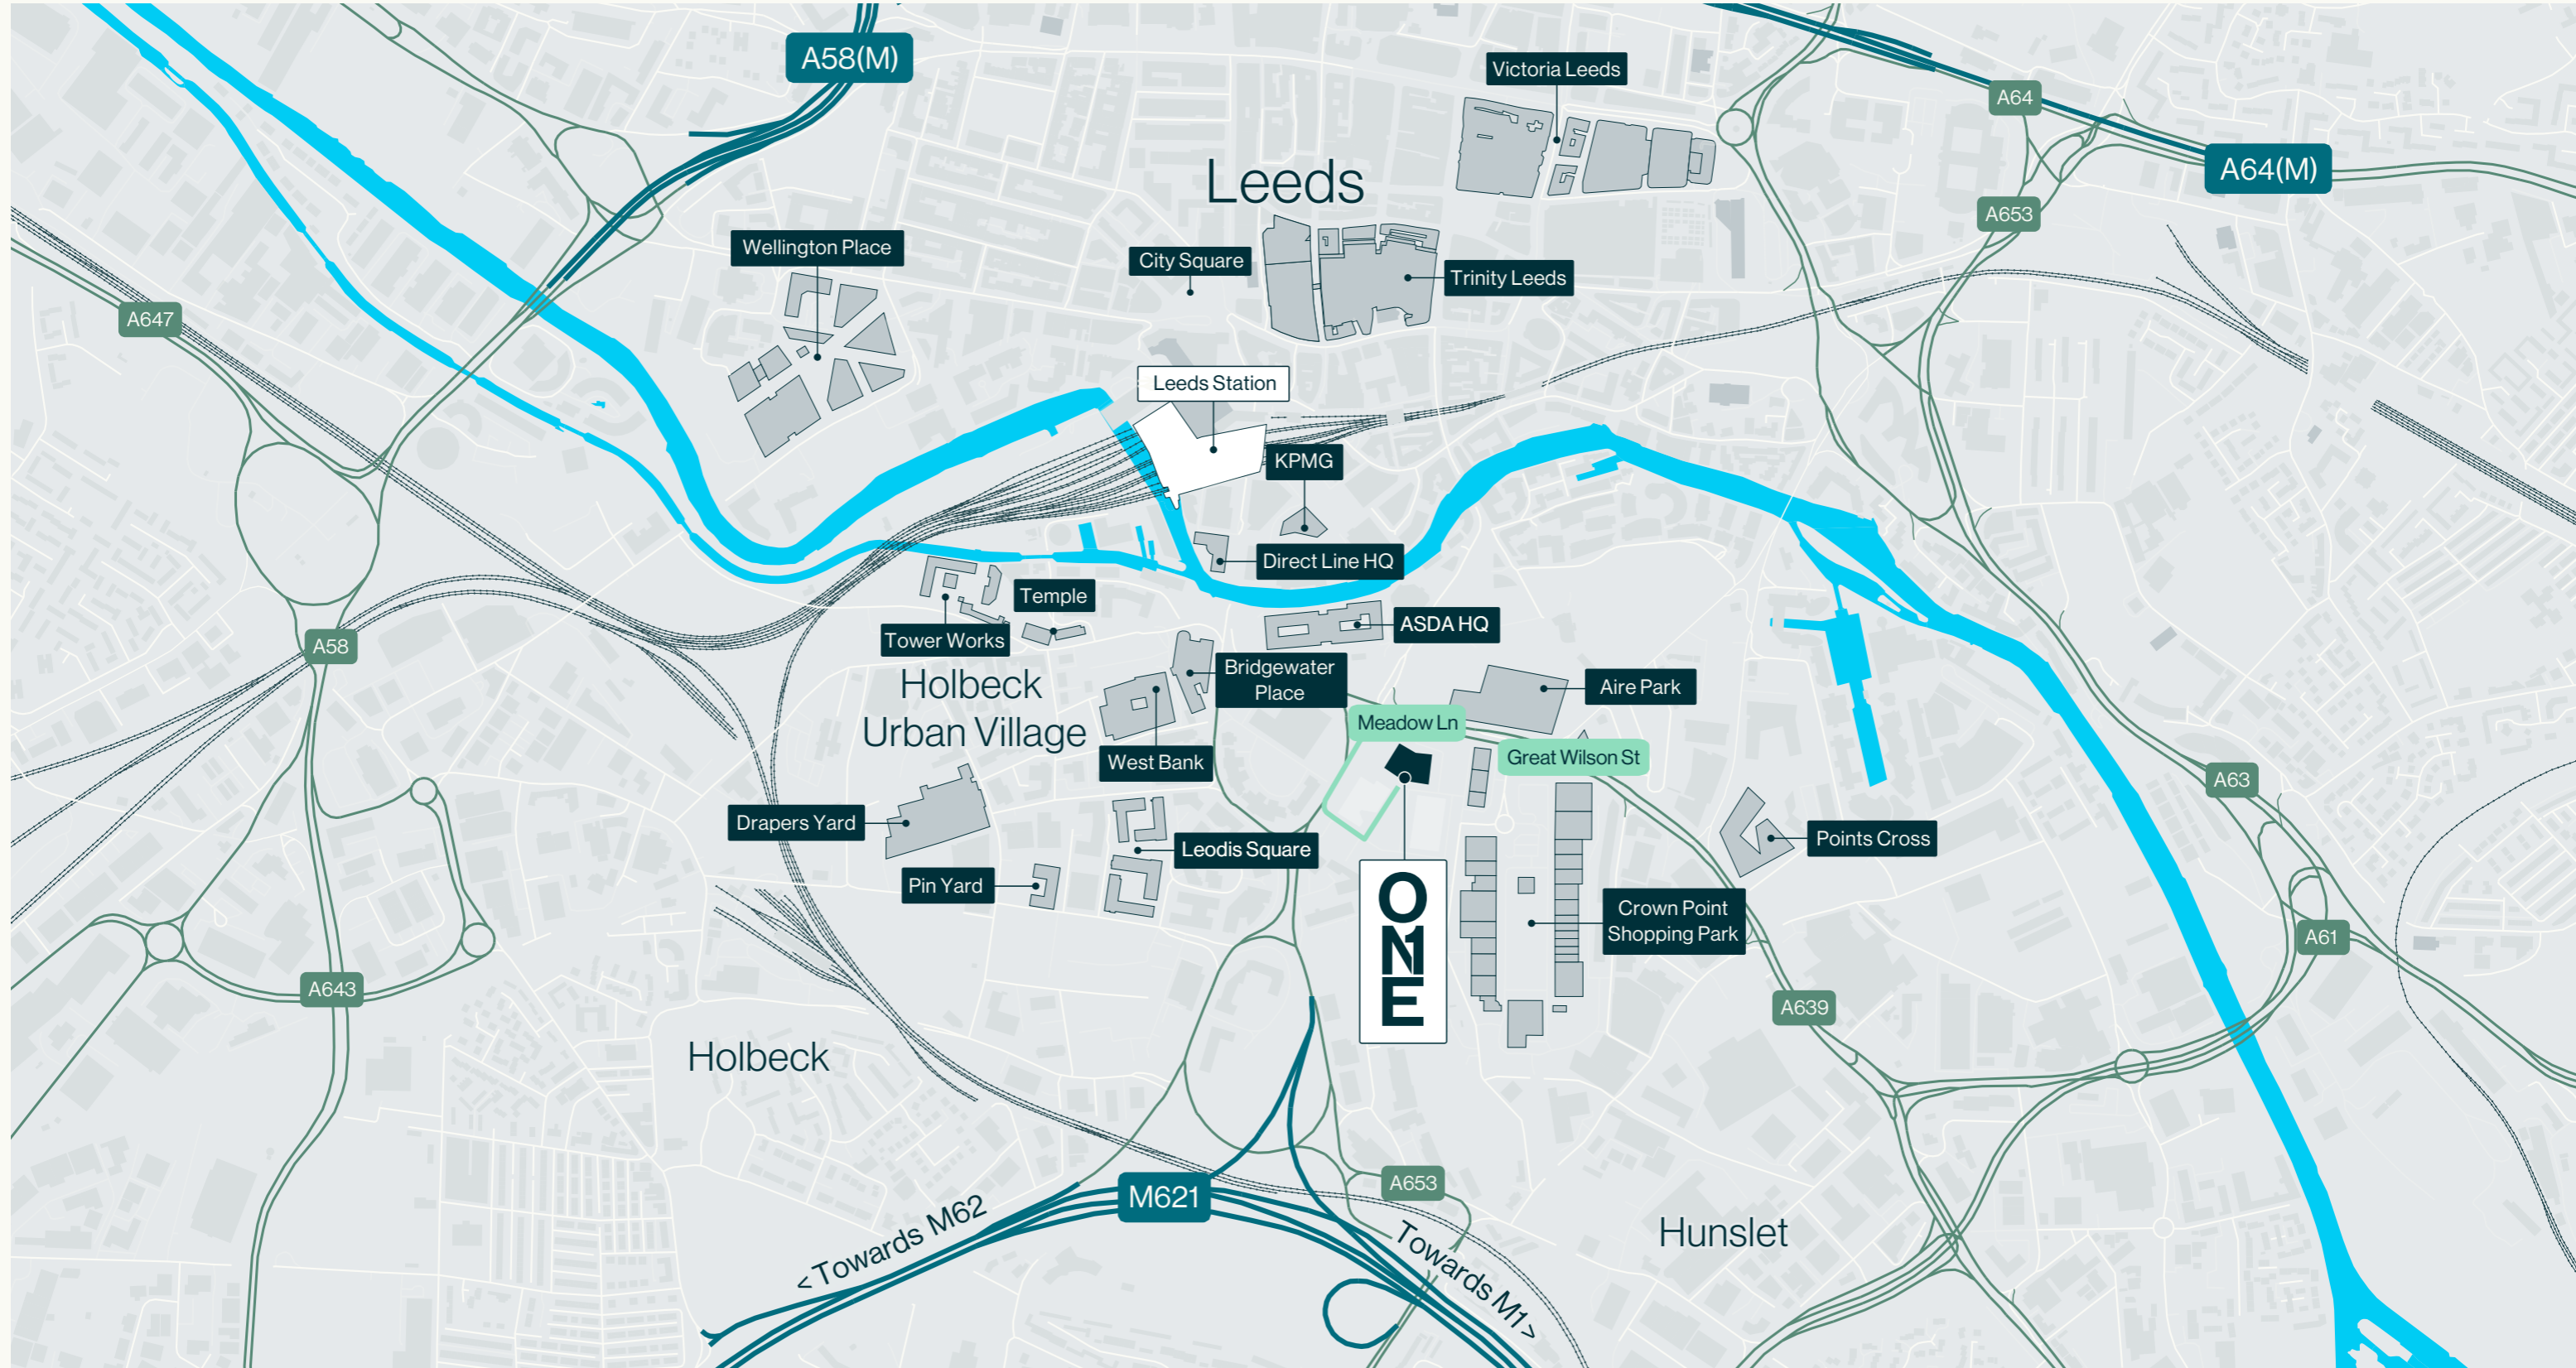 A58(M)
Victoria Leeds
A64
A64(M)
Leeds
A653
Wellington Place
City Square
Trinity Leeds
A647
Leeds Station
KPMG
Direct Line HQ
Temple
ASDA HQ
Tower Works
A58
Holbeck
Urban Village
Bridgewater
Place
Aire Park
Meadow Ln
West Bank
Great Wilson St
A63
Drapers Yard
Leodis Square
Points Cross
Pin Yard
ONE
Crown Point
Shopping Park
A61
A643
A639
Holbeck
A653
M621
< Towards M62
Towards M1>
Hunslet